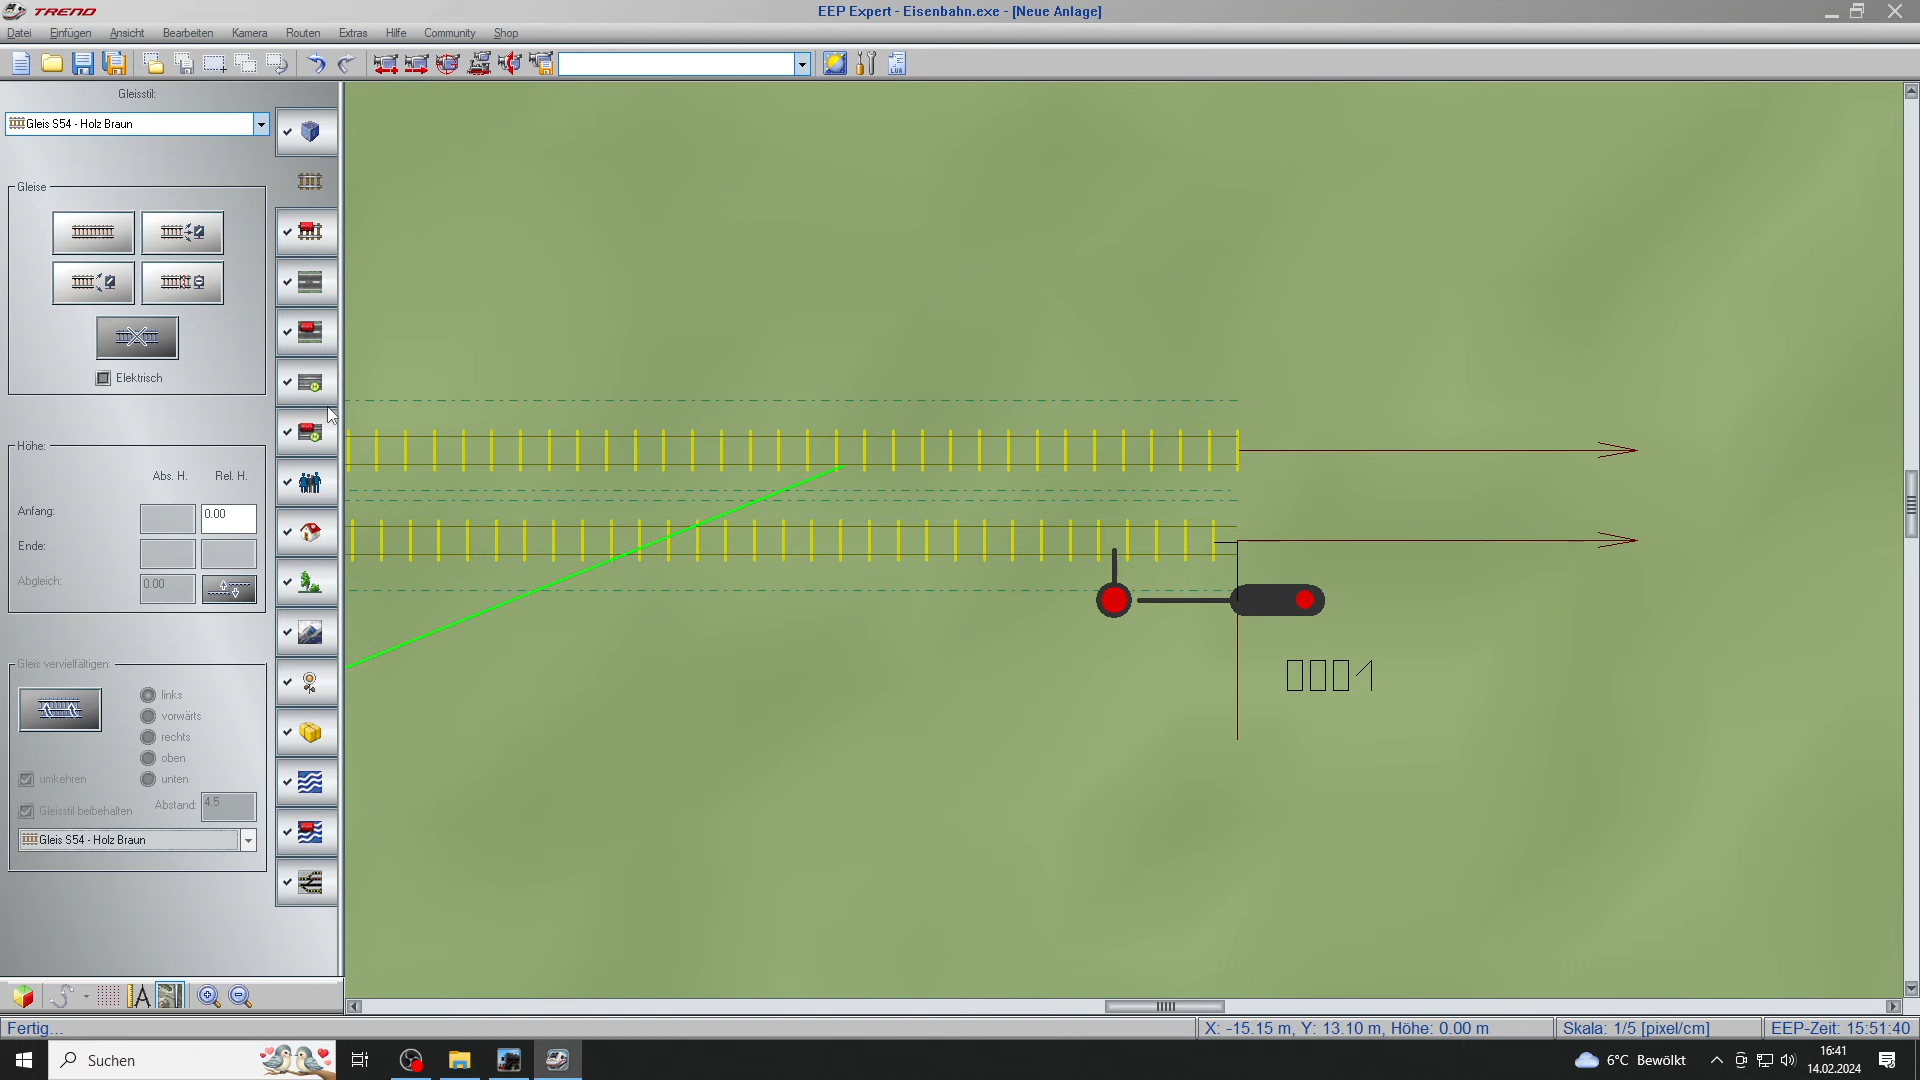 TREND
EEP Expert - Eisenbahn.exe - [Neue Anlage]
Datei Einfügen Ansicht Bearbeiten Kamera Routen Extras Hilfe Community Shop
LUA
Gleisstil:
Gleis S54 - Holz Braun
Gleise
Elektrisch
Höhe:
Abs. H. Rel. H.
Anfang: 0.00
Ende:
Abgleich: 0.00
Gleis vervielfältigen:
links
vorwärts
rechts
oben
umkehren unten
Gleisstil beibehalten Abstand: 4.5
Gleis S54 - Holz Braun
0001
Fertig... X: -15.15 m, Y: 13.10 m, Höhe: 0.00 m Skala: 1/5 [pixel/cm] EEP-Zeit: 15:51:40
Suchen 6°C Bewölkt 16:41
14.02.2024